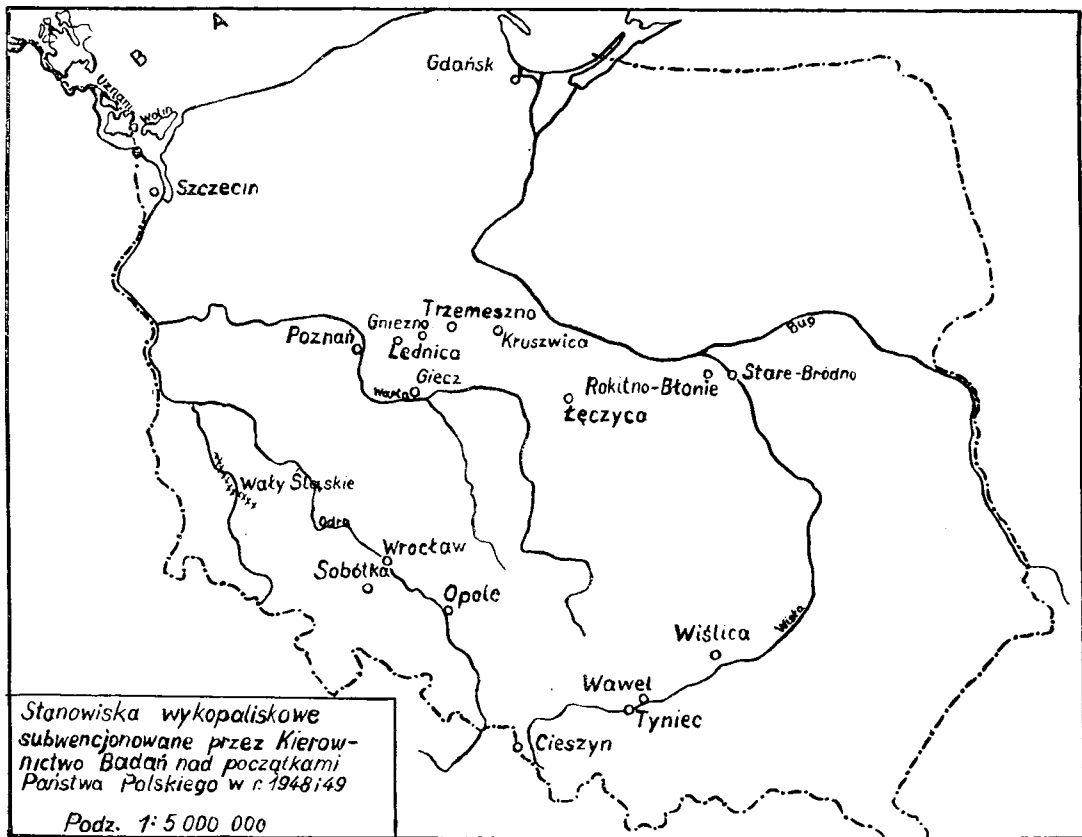 B A
Gdańsk
Uznam
Wolin
Szczecin
Trzemeszno
Gniezno
Kruszwica
Poznań
Lednica
Bug
Giecz
Warta
Rokitno-Błonie
Stare-Bródno
Łęczyca
Wały Śląskie
Odra
Wrocław
Sobótka
Opole
Wiślica
Wisła
Wawel
Tyniec
Cieszyn
Stanowiska wykopaliskowe
subwencjonowane przez Kierow-
nictwo Badań nad początkami
Państwa Polskiego w r. 1948 i 49
Podz. 1: 5 000 000